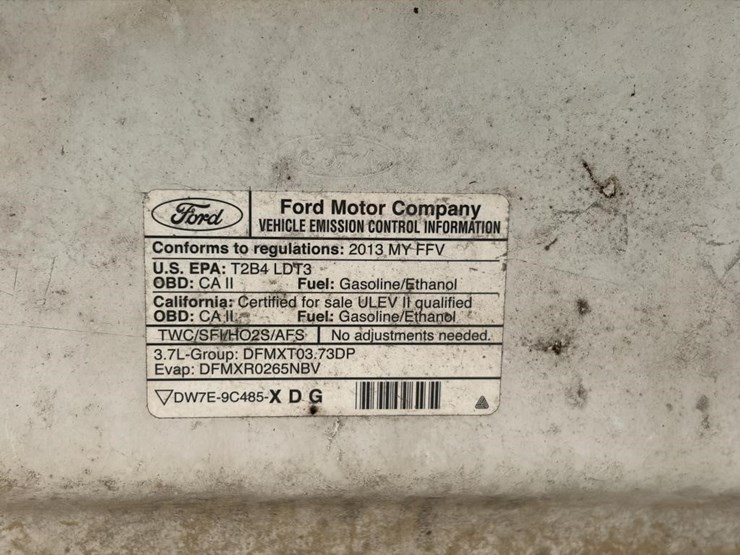 Ford
Ford Motor Company
VEHICLE EMISSION CONTROL INFORMATION
Conforms to regulations: 2013 MY FFV
U.S. EPA: T2B4 LDT3
OBD: CA II Fuel: Gasoline/Ethanol
California: Certified for sale ULEV II qualified
OBD: CA II Fuel: Gasoline/Ethanol
TWC/SFI/HO2S/AFS No adjustments needed.
3.7L-Group: DFMXT03.73DP
Evap: DFMXR0265NBV
DW7E-9C485-X D G